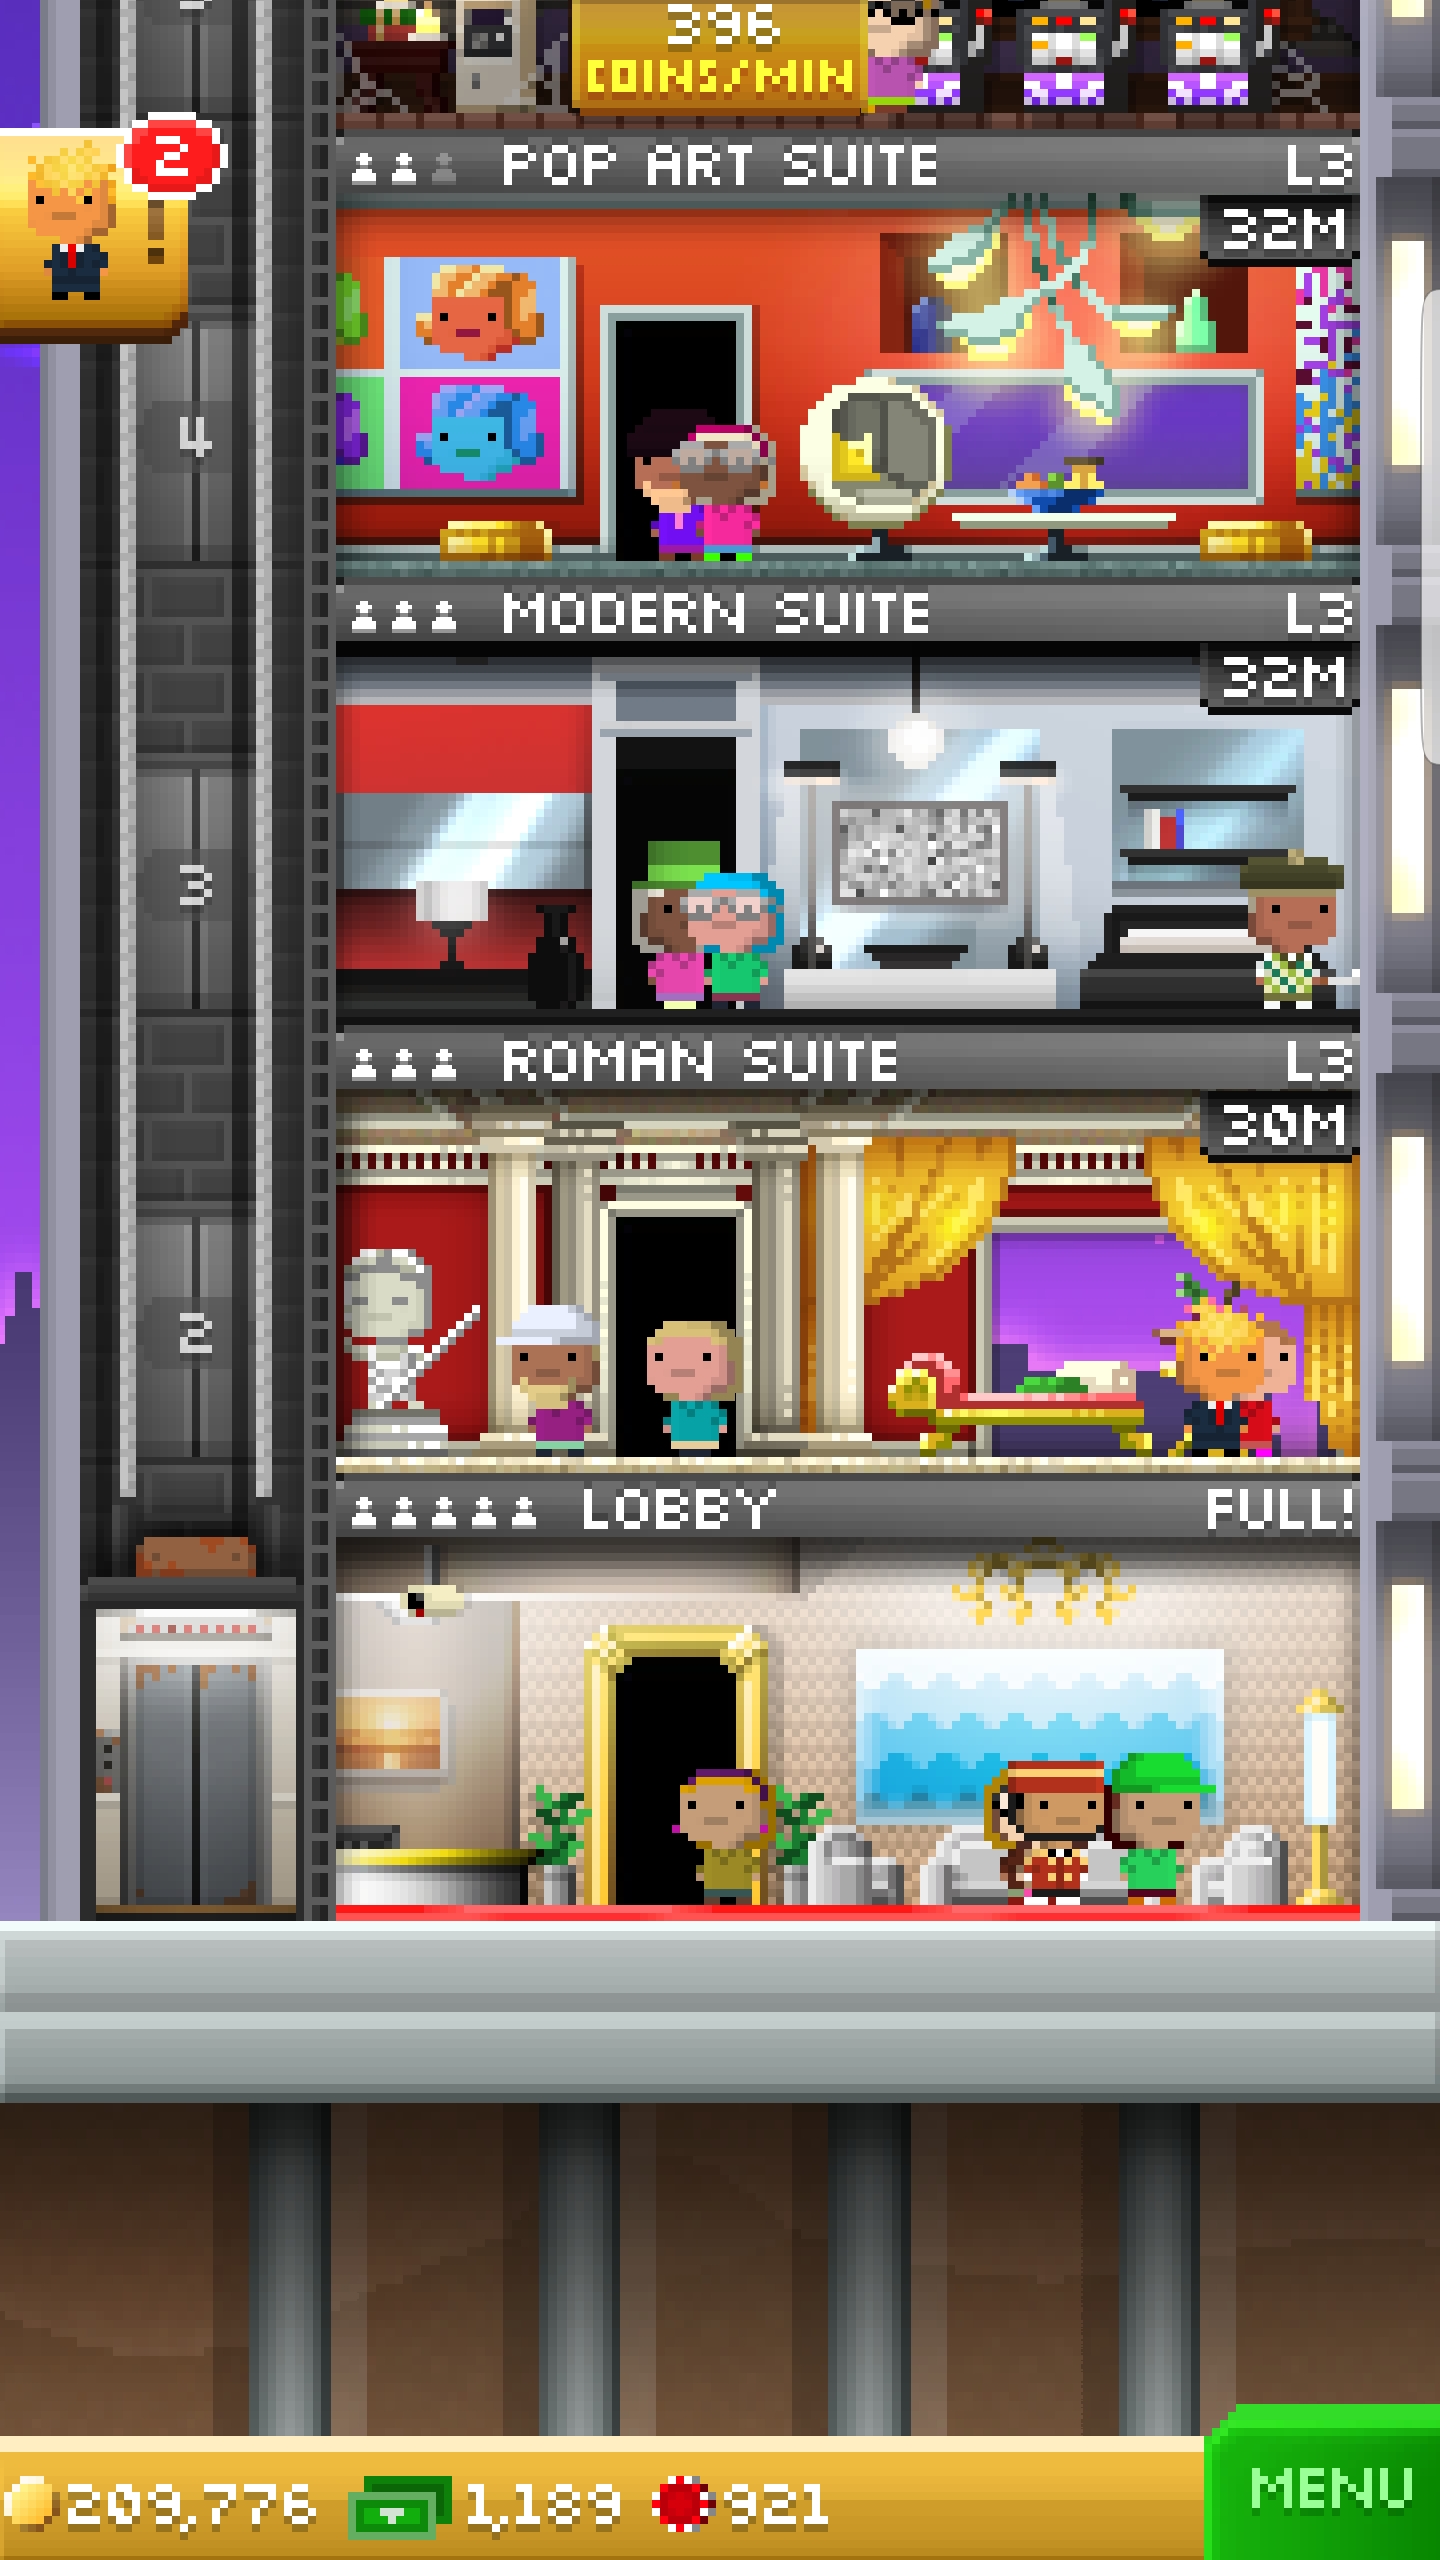 396
COINS/MIN
2
!
POP ART SUITE L3
32M
4
MODERN SUITE L3
32M
3
ROMAN SUITE L3
30M
2
LOBBY FULL!
209,776 1,189 921
MENU